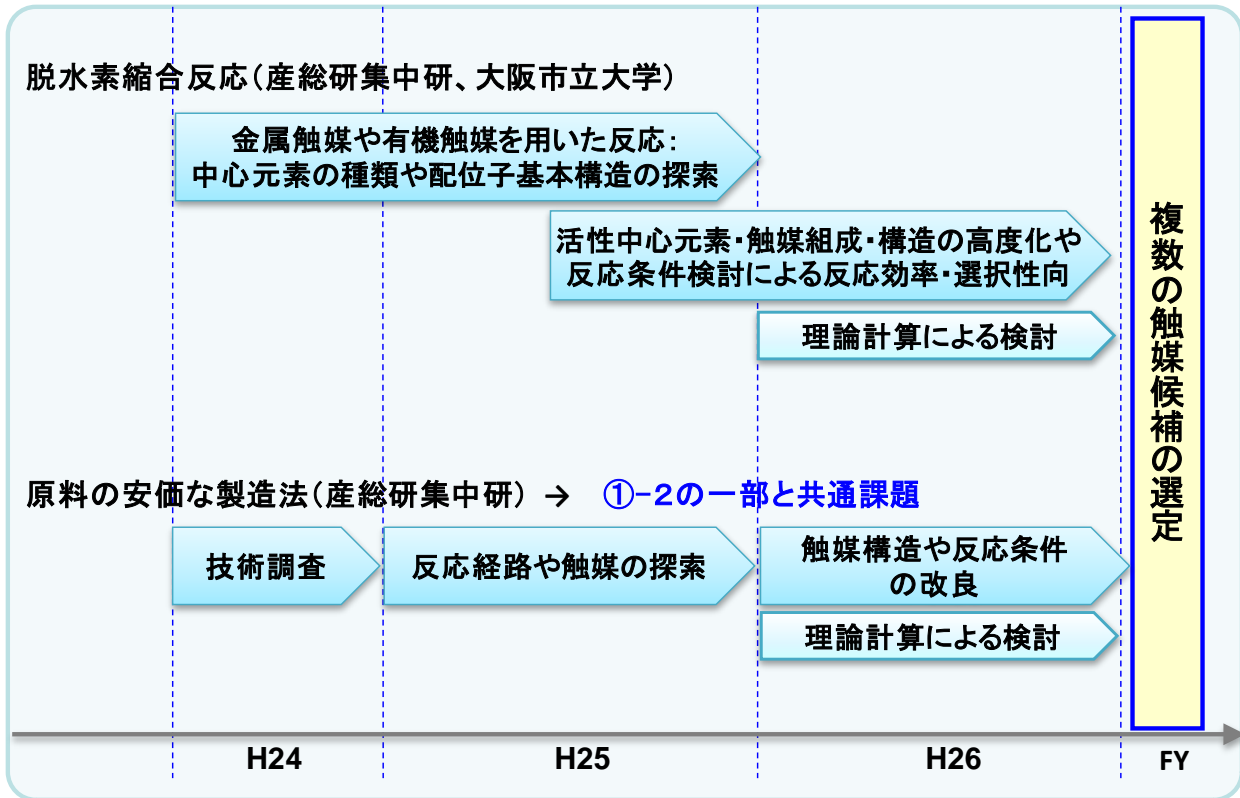 脱水素縮合反応(産総研集中研、大阪市立大学)
金属触媒や有機触媒を用いた反応:
中心元素の種類や配位子基本構造の探索
活性中心元素・触媒組成・構造の高度化や
反応条件検討による反応効率・選択性向
理論計算による検討
原料の安価な製造法(産総研集中研) → ①-2の一部と共通課題
技術調査
反応経路や触媒の探索
触媒構造や反応条件
の改良
理論計算による検討
複数の触媒候補の選定
H24
H25
H26
FY